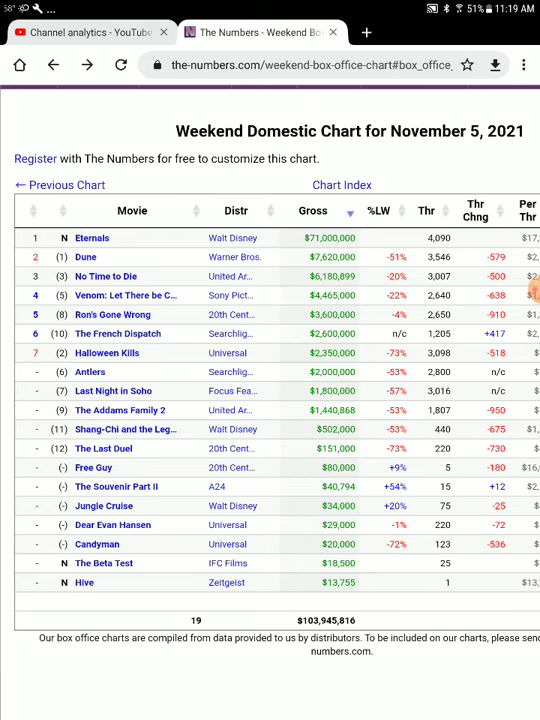 58° 51% 11:19 AM
Channel analytics - YouTube The Numbers - Weekend Bo
the-numbers.com/weekend-box-office-chart#box_office_
Weekend Domestic Chart for November 5, 2021
Register with The Numbers for free to customize this chart.
← Previous Chart Chart Index
Movie Distr Gross %LW Thr Thr Chng Per Thr
1 N Eternals Walt Disney $71,000,000 4,090 $17,
2 (1) Dune Warner Bros. $7,620,000 -51% 3,546 -579 $2,
3 (3) No Time to Die United Ar... $6,180,899 -20% 3,007 -500
4 (5) Venom: Let There be C... Sony Pict... $4,465,000 -22% 2,640 -638
5 (8) Ron's Gone Wrong 20th Cent... $3,600,000 -4% 2,650 -910 $1,
6 (10) The French Dispatch Searchlig... $2,600,000 n/c 1,205 +417 $2,
7 (2) Halloween Kills Universal $2,350,000 -73% 3,098 -518 $
- (6) Antlers Searchlig... $2,000,000 -53% 2,800 n/c $
- (7) Last Night in Soho Focus Fea... $1,800,000 -57% 3,016 n/c $
- (9) The Addams Family 2 United Ar... $1,440,868 -53% 1,807 -950 $
- (11) Shang-Chi and the Leg... Walt Disney $502,000 -53% 440 -675 $1,
- (12) The Last Duel 20th Cent... $151,000 -73% 220 -730 $
- (-) Free Guy 20th Cent... $80,000 +9% 5 -180 $16,
- (-) The Souvenir Part II A24 $40,794 +54% 15 +12 $2,
- (-) Jungle Cruise Walt Disney $34,000 +20% 75 -25 $
- (-) Dear Evan Hansen Universal $29,000 -1% 220 -72 $
- (-) Candyman Universal $20,000 -72% 123 -536 $
- N The Beta Test IFC Films $18,500 25 $
- N Hive Zeitgeist $13,755 1 $13,
19 $103,945,816
Our box office charts are compiled from data provided to us by distributors. To be included on our charts, please send
numbers.com.